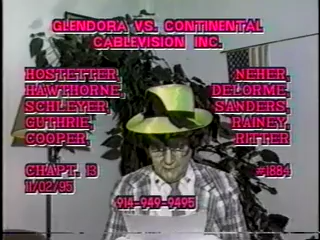 GLENDORA VS. CONTINENTAL
CABLEVISION INC.
HOSTETTER, NEHER,
HAWTHORNE, DELORME,
SCHLEYER, SANDERS,
GUTHRIE, RAINEY,
COOPER, RITTER
CHAPT. 13 #1884
11/02/95
914-949-9495